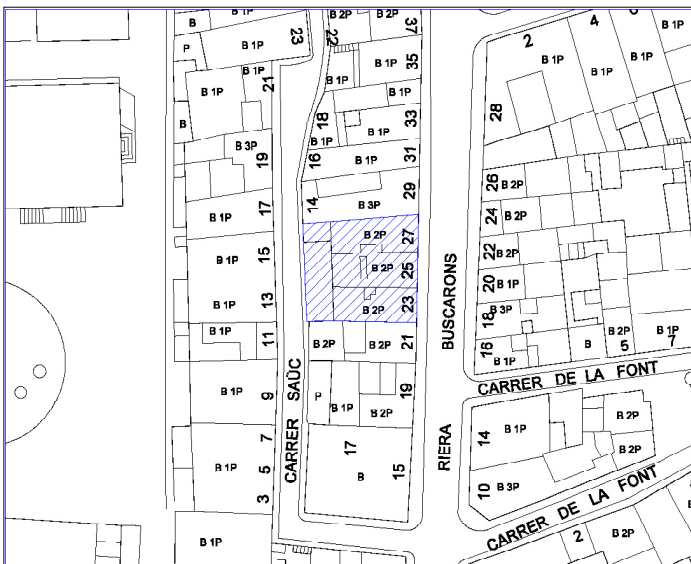 B
B 1P
B 2P
37
2
4
6
B 1P
P
B 1P
23
22
B 1P
35
B 1P
B 1P
B 1P
B 1P
21
B 1P
B 1P
28
B
18
B 1P
33
B 3P
19
16
B 1P
B 1P
31
B 1P
17
14
B 3P
29
26
B 2P
24
B 2P
B 1P
15
B 2P
27
22
B 2P
B 2P
25
20
B 1P
B 1P
13
B 2P
23
18
B 3P
B 1P
11
B 2P
B 2P
21
BUSCARONS
16
B 1P
B
B 2P
5
B 1P
7
CARRER DE LA FONT
B 1P
9
CARRER SAÜC
P
B 1P
B 2P
19
14
B 1P
B 2P
B 2P
7
B 1P
5
3
17
B
15
RIERA
10
B 3P
CARRER DE LA FONT
B 1P
2
B 2P